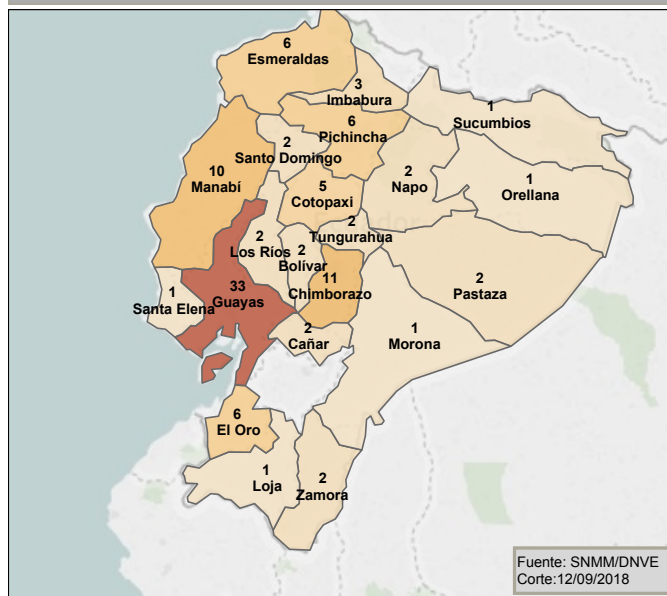 6
Esmeraldas
3
Imbabura
1
Sucumbios
6
Pichincha
2
Santo Domingo
10
Manabí
2
Napo
1
Orellana
5
Cotopaxi
2
Tungurahua
2
Los Ríos
2
Bolívar
11
Chimborazo
2
Pastaza
33
Guayas
1
Santa Elena
2
Cañar
1
Morona
6
El Oro
1
Loja
2
Zamora
Fuente: SNMM/DNVE
Corte:12/09/2018